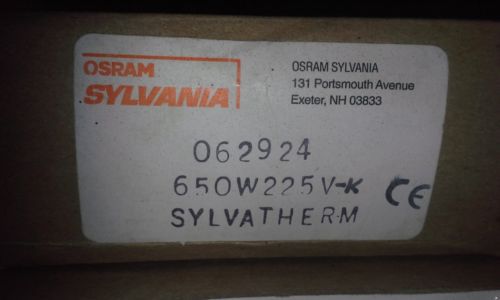 OSRAM
SYLVANIA
OSRAM SYLVANIA
131 Portsmouth Avenue
Exeter, NH 03833
062924
650W225V-K
CE
SYLVATHERM